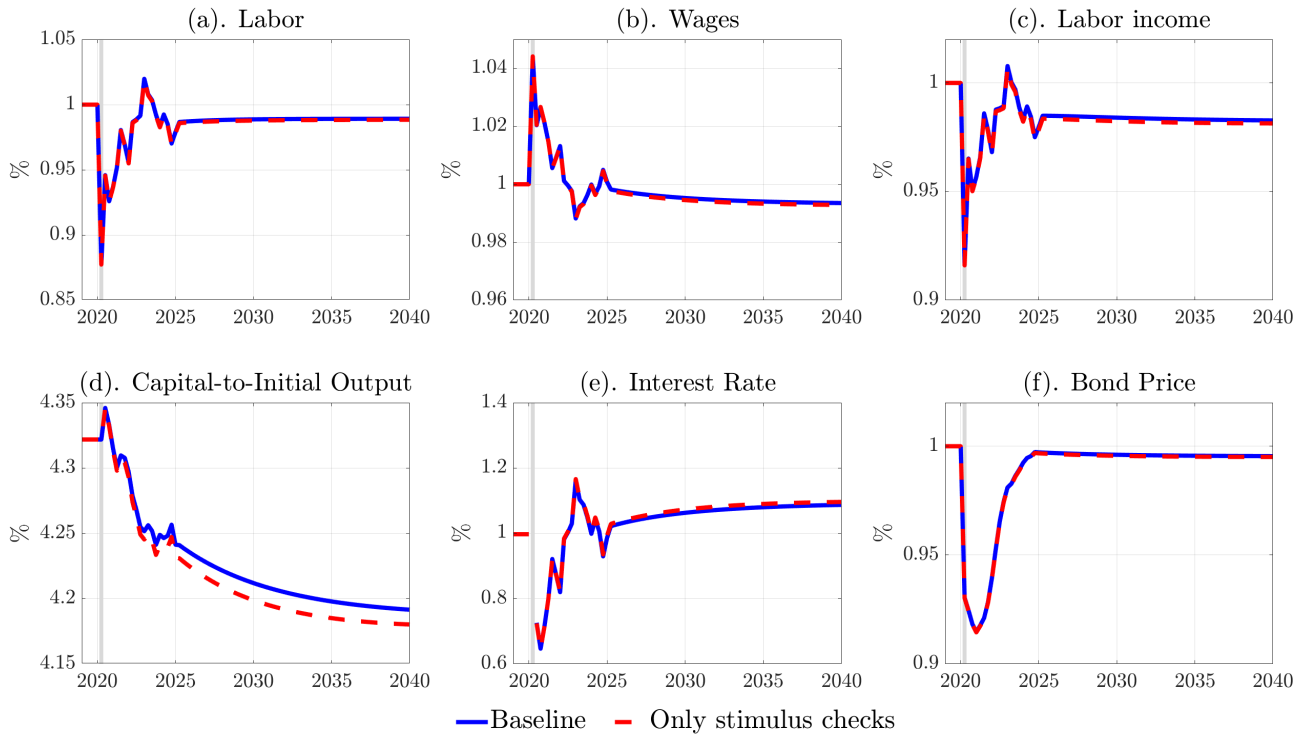 (a). Labor
1.05
1
0.95
0.9
0.85
%
2020 2025 2030 2035 2040
(b). Wages
1.04
1.02
1
0.98
0.96
%
2020 2025 2030 2035 2040
(c). Labor income
1
0.95
0.9
%
2020 2025 2030 2035 2040
(d). Capital-to-Initial Output
4.35
4.3
4.25
4.2
4.15
%
2020 2025 2030 2035 2040
(e). Interest Rate
1.4
1.2
1
0.8
0.6
%
2020 2025 2030 2035 2040
(f). Bond Price
1
0.95
0.9
%
2020 2025 2030 2035 2040
Baseline Only stimulus checks